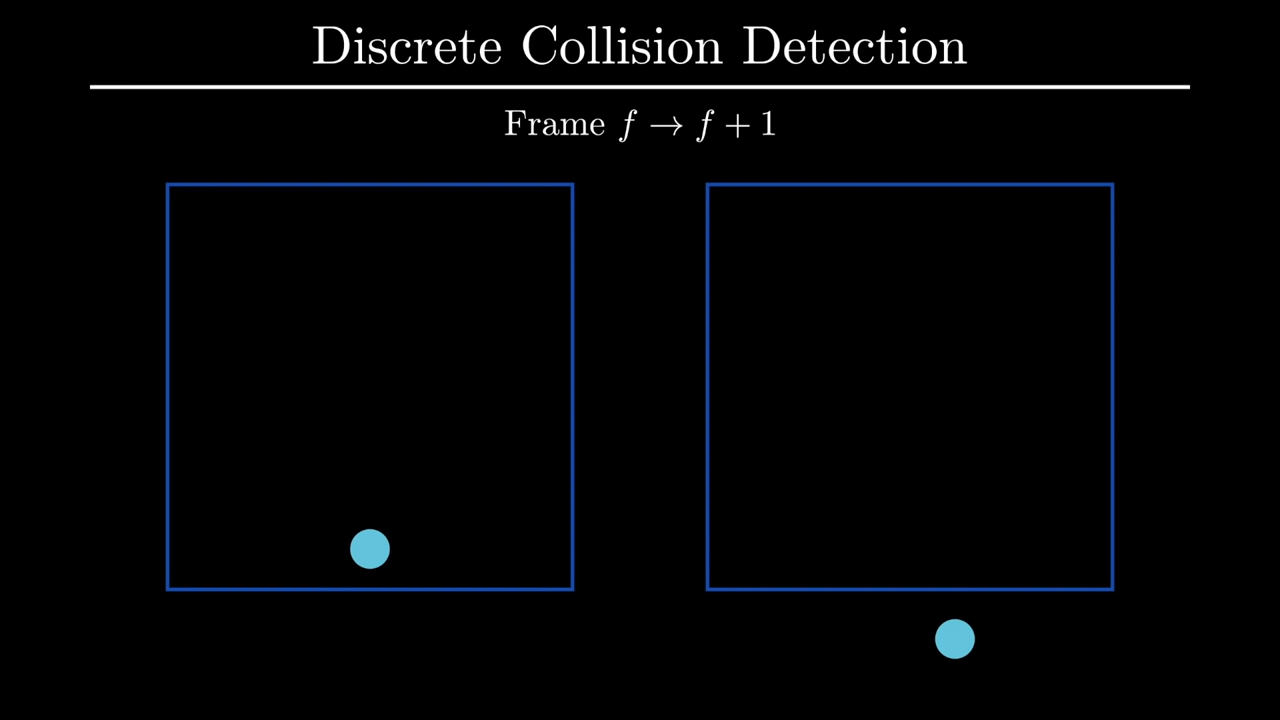 Discrete Collision Detection
Frame f → f + 1